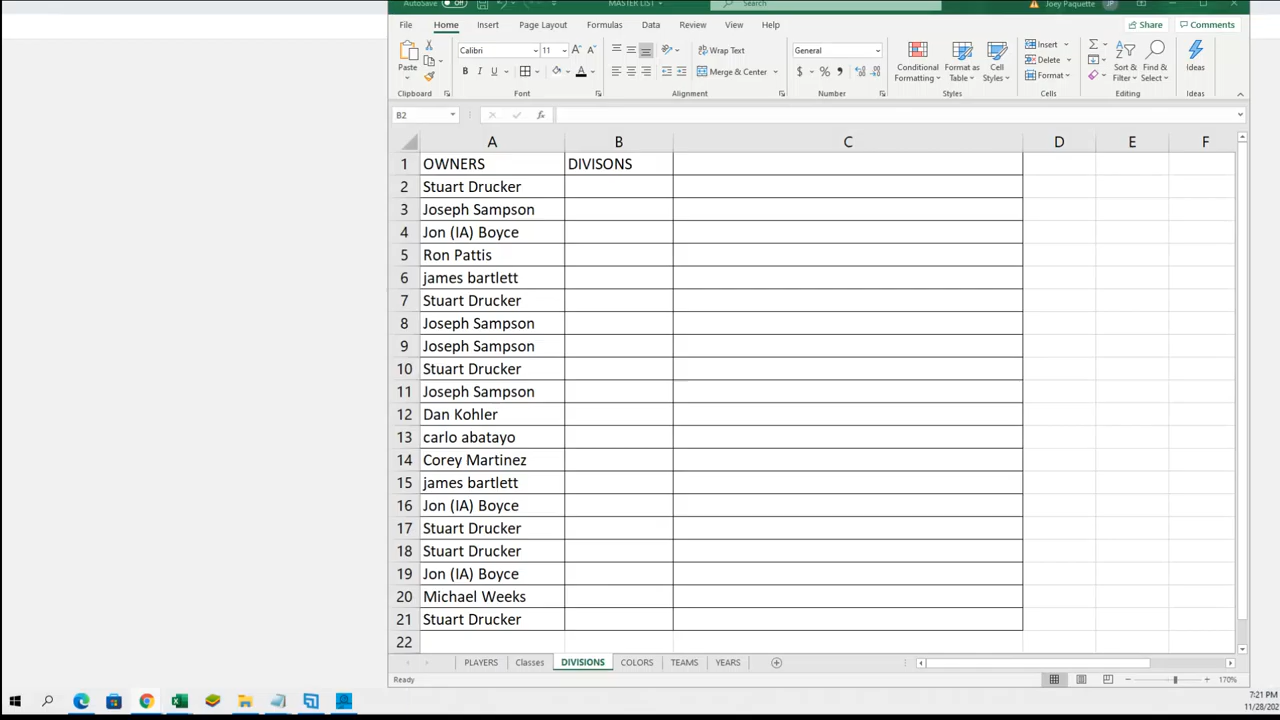 AutoSave Off MASTER LIST Search Joey Paquette JP
File Home Insert Page Layout Formulas Data Review View Help Share Comments
Paste
Clipboard
Calibri 11 A A
B I U A
Font
Wrap Text
Merge & Center
Alignment
General
$ % 9
Number
Conditional Formatting
Format as Table
Cell Styles
Styles
Insert
Delete
Format
Cells
Sort & Filter
Find & Select
Editing
Ideas
Ideas
B2 fx
A B C D E F
1 OWNERS DIVISONS
2 Stuart Drucker
3 Joseph Sampson
4 Jon (IA) Boyce
5 Ron Pattis
6 james bartlett
7 Stuart Drucker
8 Joseph Sampson
9 Joseph Sampson
10 Stuart Drucker
11 Joseph Sampson
12 Dan Kohler
13 carlo abatayo
14 Corey Martinez
15 james bartlett
16 Jon (IA) Boyce
17 Stuart Drucker
18 Stuart Drucker
19 Jon (IA) Boyce
20 Michael Weeks
21 Stuart Drucker
22
PLAYERS Classes DIVISIONS COLORS TEAMS YEARS
Ready 170%
7:21 PM
11/28/202